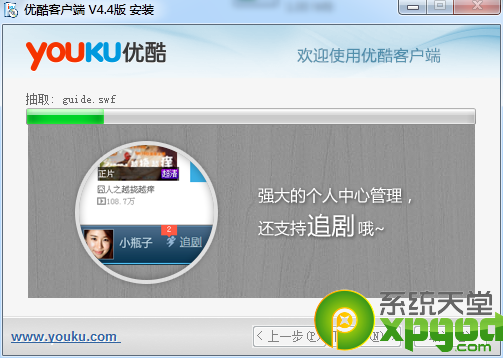 优酷客户端 V4.4版 安装
YOUKU优酷
欢迎使用优酷客户端
抽取: guide.swf
正片 超清
人之越挠越痒
108.7万
2
小瓶子 追剧
强大的个人中心管理，
还支持追剧哦~
系统天堂
xpgod
www.youku.com
<上一步(P)